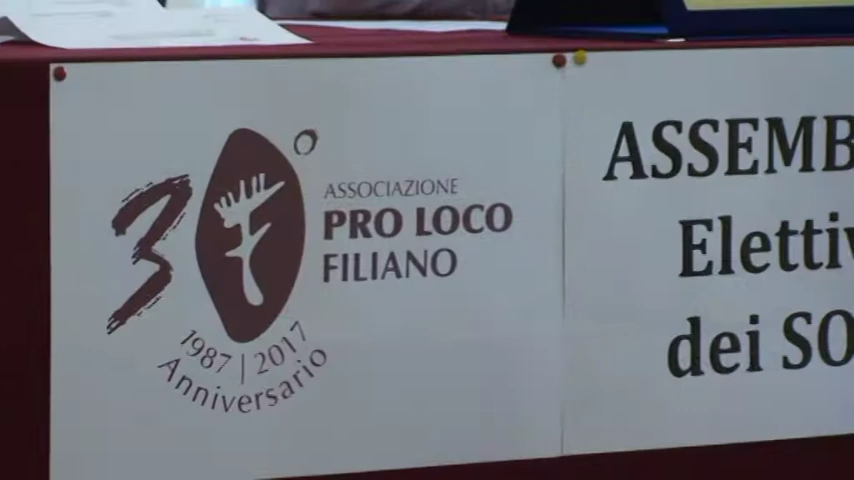 30°
ASSOCIAZIONE
PRO LOCO
FILIANO
1987 | 2017
Anniversario
ASSEMB
Elettiv
dei SO